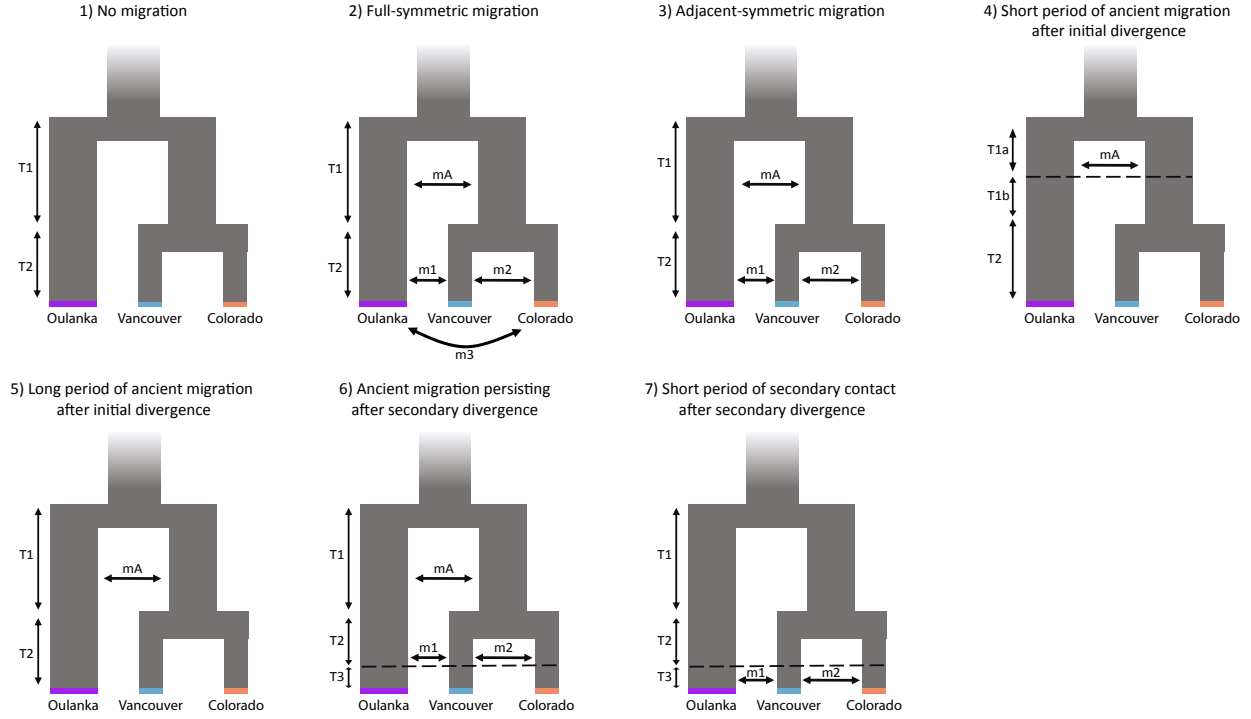 1) No migration
T1
T2
Oulanka Vancouver Colorado
2) Full-symmetric migration
T1
mA
T2
m1
m2
Oulanka Vancouver Colorado
m3
3) Adjacent-symmetric migration
T1
mA
T2
m1
m2
Oulanka Vancouver Colorado
4) Short period of ancient migration
after initial divergence
T1a
mA
T1b
T2
Oulanka Vancouver Colorado
5) Long period of ancient migration
after initial divergence
T1
mA
T2
Oulanka Vancouver Colorado
6) Ancient migration persisting
after secondary divergence
T1
mA
T2
m1
m2
T3
Oulanka Vancouver Colorado
7) Short period of secondary contact
after secondary divergence
T1
T2
T3
m1
m2
Oulanka Vancouver Colorado